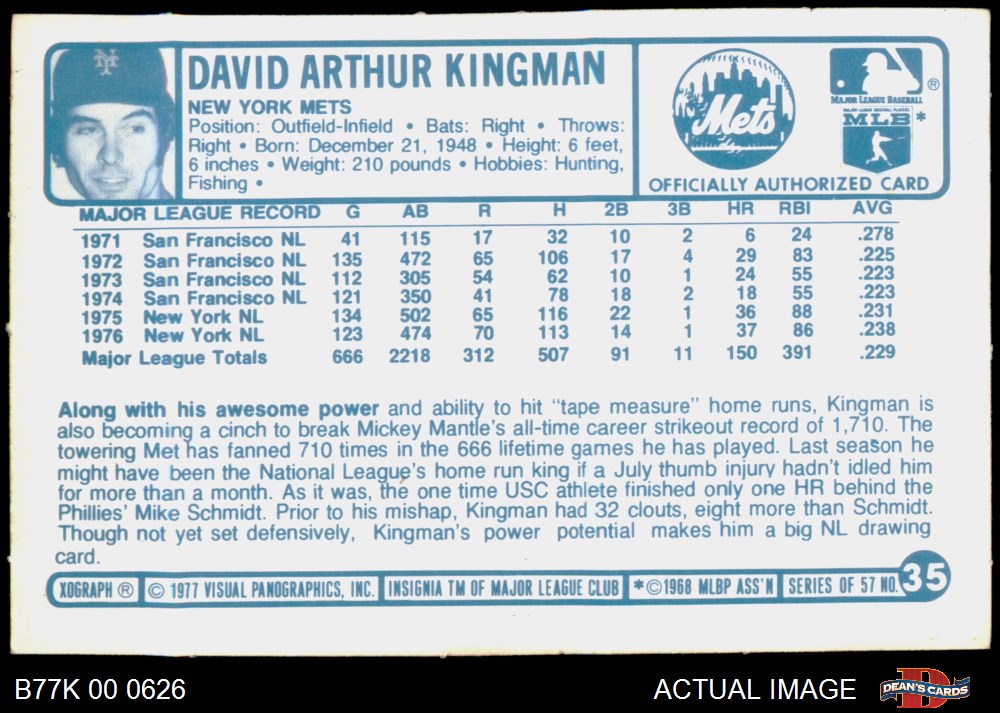 NY
DAVID ARTHUR KINGMAN
NEW YORK METS
Position: Outfield-Infield • Bats: Right • Throws:
Right • Born: December 21, 1948 • Height: 6 feet,
6 inches • Weight: 210 pounds • Hobbies: Hunting,
Fishing •
Mets
MAJOR LEAGUE BASEBALL ®
MAJOR LEAGUE BASEBALL PLAYERS
MLB *
OFFICIALLY AUTHORIZED CARD
MAJOR LEAGUE RECORD G AB R H 2B 3B HR RBI AVG
1971 San Francisco NL 41 115 17 32 10 2 6 24 .278
1972 San Francisco NL 135 472 65 106 17 4 29 83 .225
1973 San Francisco NL 112 305 54 62 10 1 24 55 .223
1974 San Francisco NL 121 350 41 78 18 2 18 55 .223
1975 New York NL 134 502 65 116 22 1 36 88 .231
1976 New York NL 123 474 70 113 14 1 37 86 .238
Major League Totals 666 2218 312 507 91 11 150 391 .229
Along with his awesome power and ability to hit "tape measure" home runs, Kingman is
also becoming a cinch to break Mickey Mantle's all-time career strikeout record of 1,710. The
towering Met has fanned 710 times in the 666 lifetime games he has played. Last season he
might have been the National League's home run king if a July thumb injury hadn't idled him
for more than a month. As it was, the one time USC athlete finished only one HR behind the
Phillies' Mike Schmidt. Prior to his mishap, Kingman had 32 clouts, eight more than Schmidt.
Though not yet set defensively, Kingman's power potential makes him a big NL drawing
card.
XOGRAPH ® © 1977 VISUAL PANOGRAPHICS, INC. INSIGNIA TM OF MAJOR LEAGUE CLUB *©1968 MLBP ASS'N SERIES OF 57 NO. 35
B77K 00 0626 ACTUAL IMAGE D DEAN'S CARDS